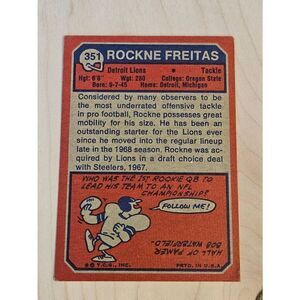 351
ROCKNE FREITAS
Detroit Lions * Tackle
Hgt: 6'6" Wgt: 280 College: Oregon State
Born: 9-7-45 Home: Detroit, Michigan
Considered by many observers to be
the most underrated offensive tackle
in pro football, Rockne possesses great
mobility for his size. He has been an
outstanding starter for the Lions ever
since he moved into the regular lineup
late in the 1968 season. Rockne was ac-
quired by Lions in a draft choice deal
with Steelers, 1967.
WHO WAS THE 1ST ROOKIE QB TO
LEAD HIS TEAM TO AN NFL
CHAMPIONSHIP?
FOLLOW ME!
HALL OF FAMER
BOB WATERFIELD.
© T.C.G., INC.
PRTD. IN U.S.A.